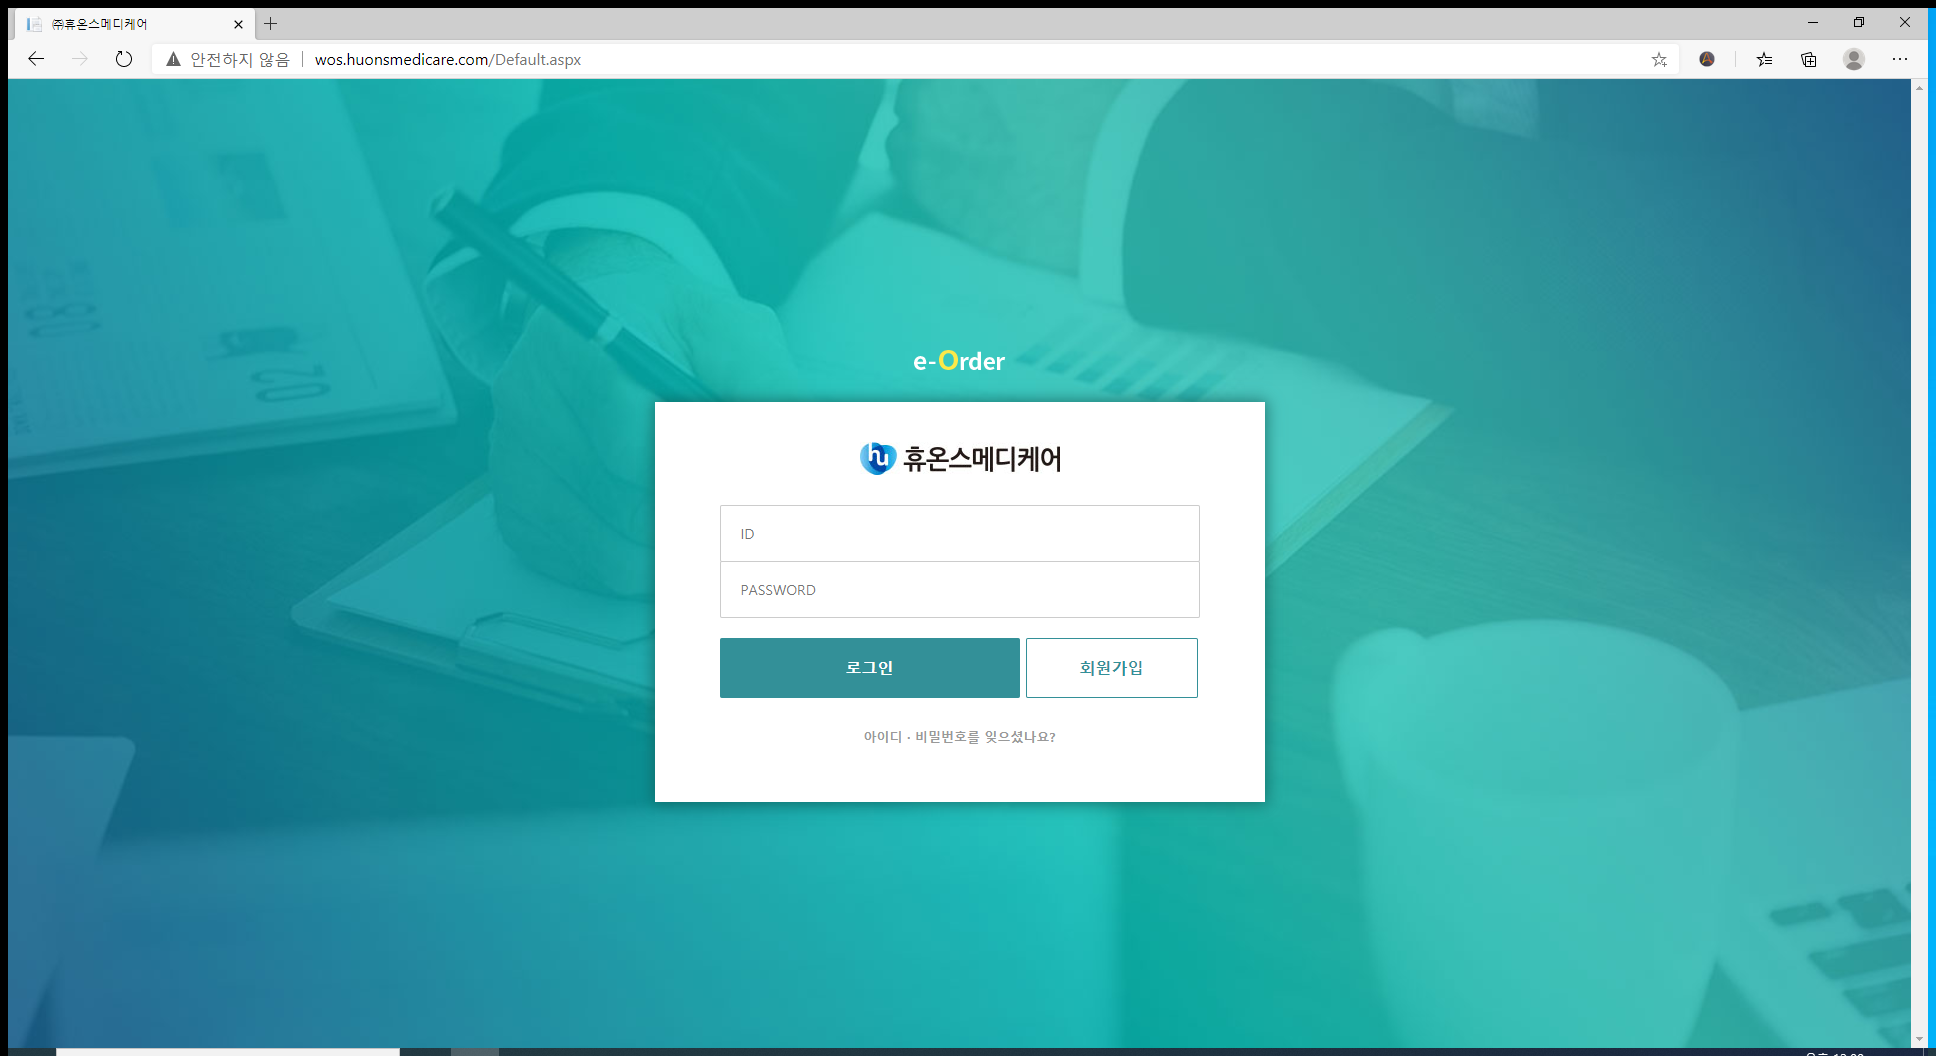 ㈜휴온스메디케어
안전하지 않음
wos.huonsmedicare.com/Default.aspx
e-Order
hu 휴온스메디케어
ID
PASSWORD
로그인
회원가입
아이디 · 비밀번호를 잊으셨나요?